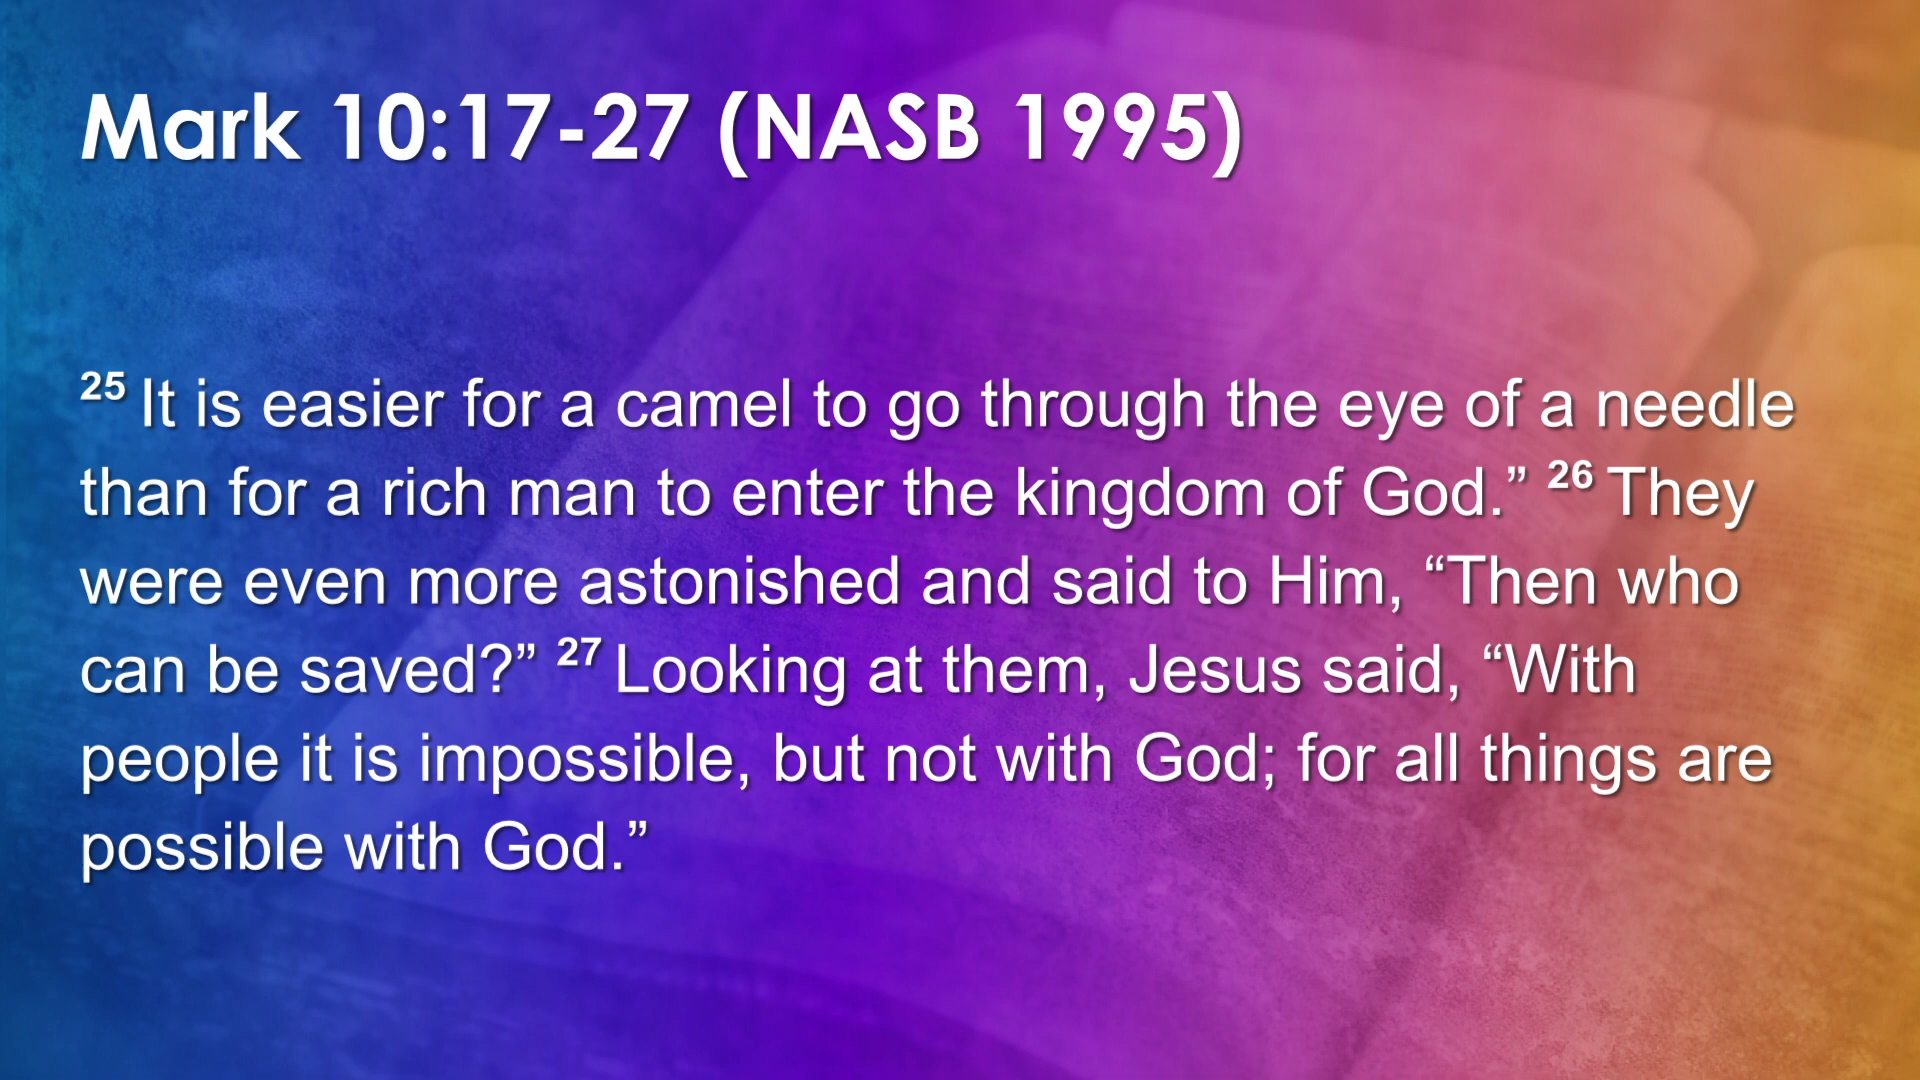 Mark 10:17-27 (NASB 1995)
25 It is easier for a camel to go through the eye of a needle
than for a rich man to enter the kingdom of God.” 26 They
were even more astonished and said to Him, “Then who
can be saved?” 27 Looking at them, Jesus said, “With
people it is impossible, but not with God; for all things are
possible with God.”